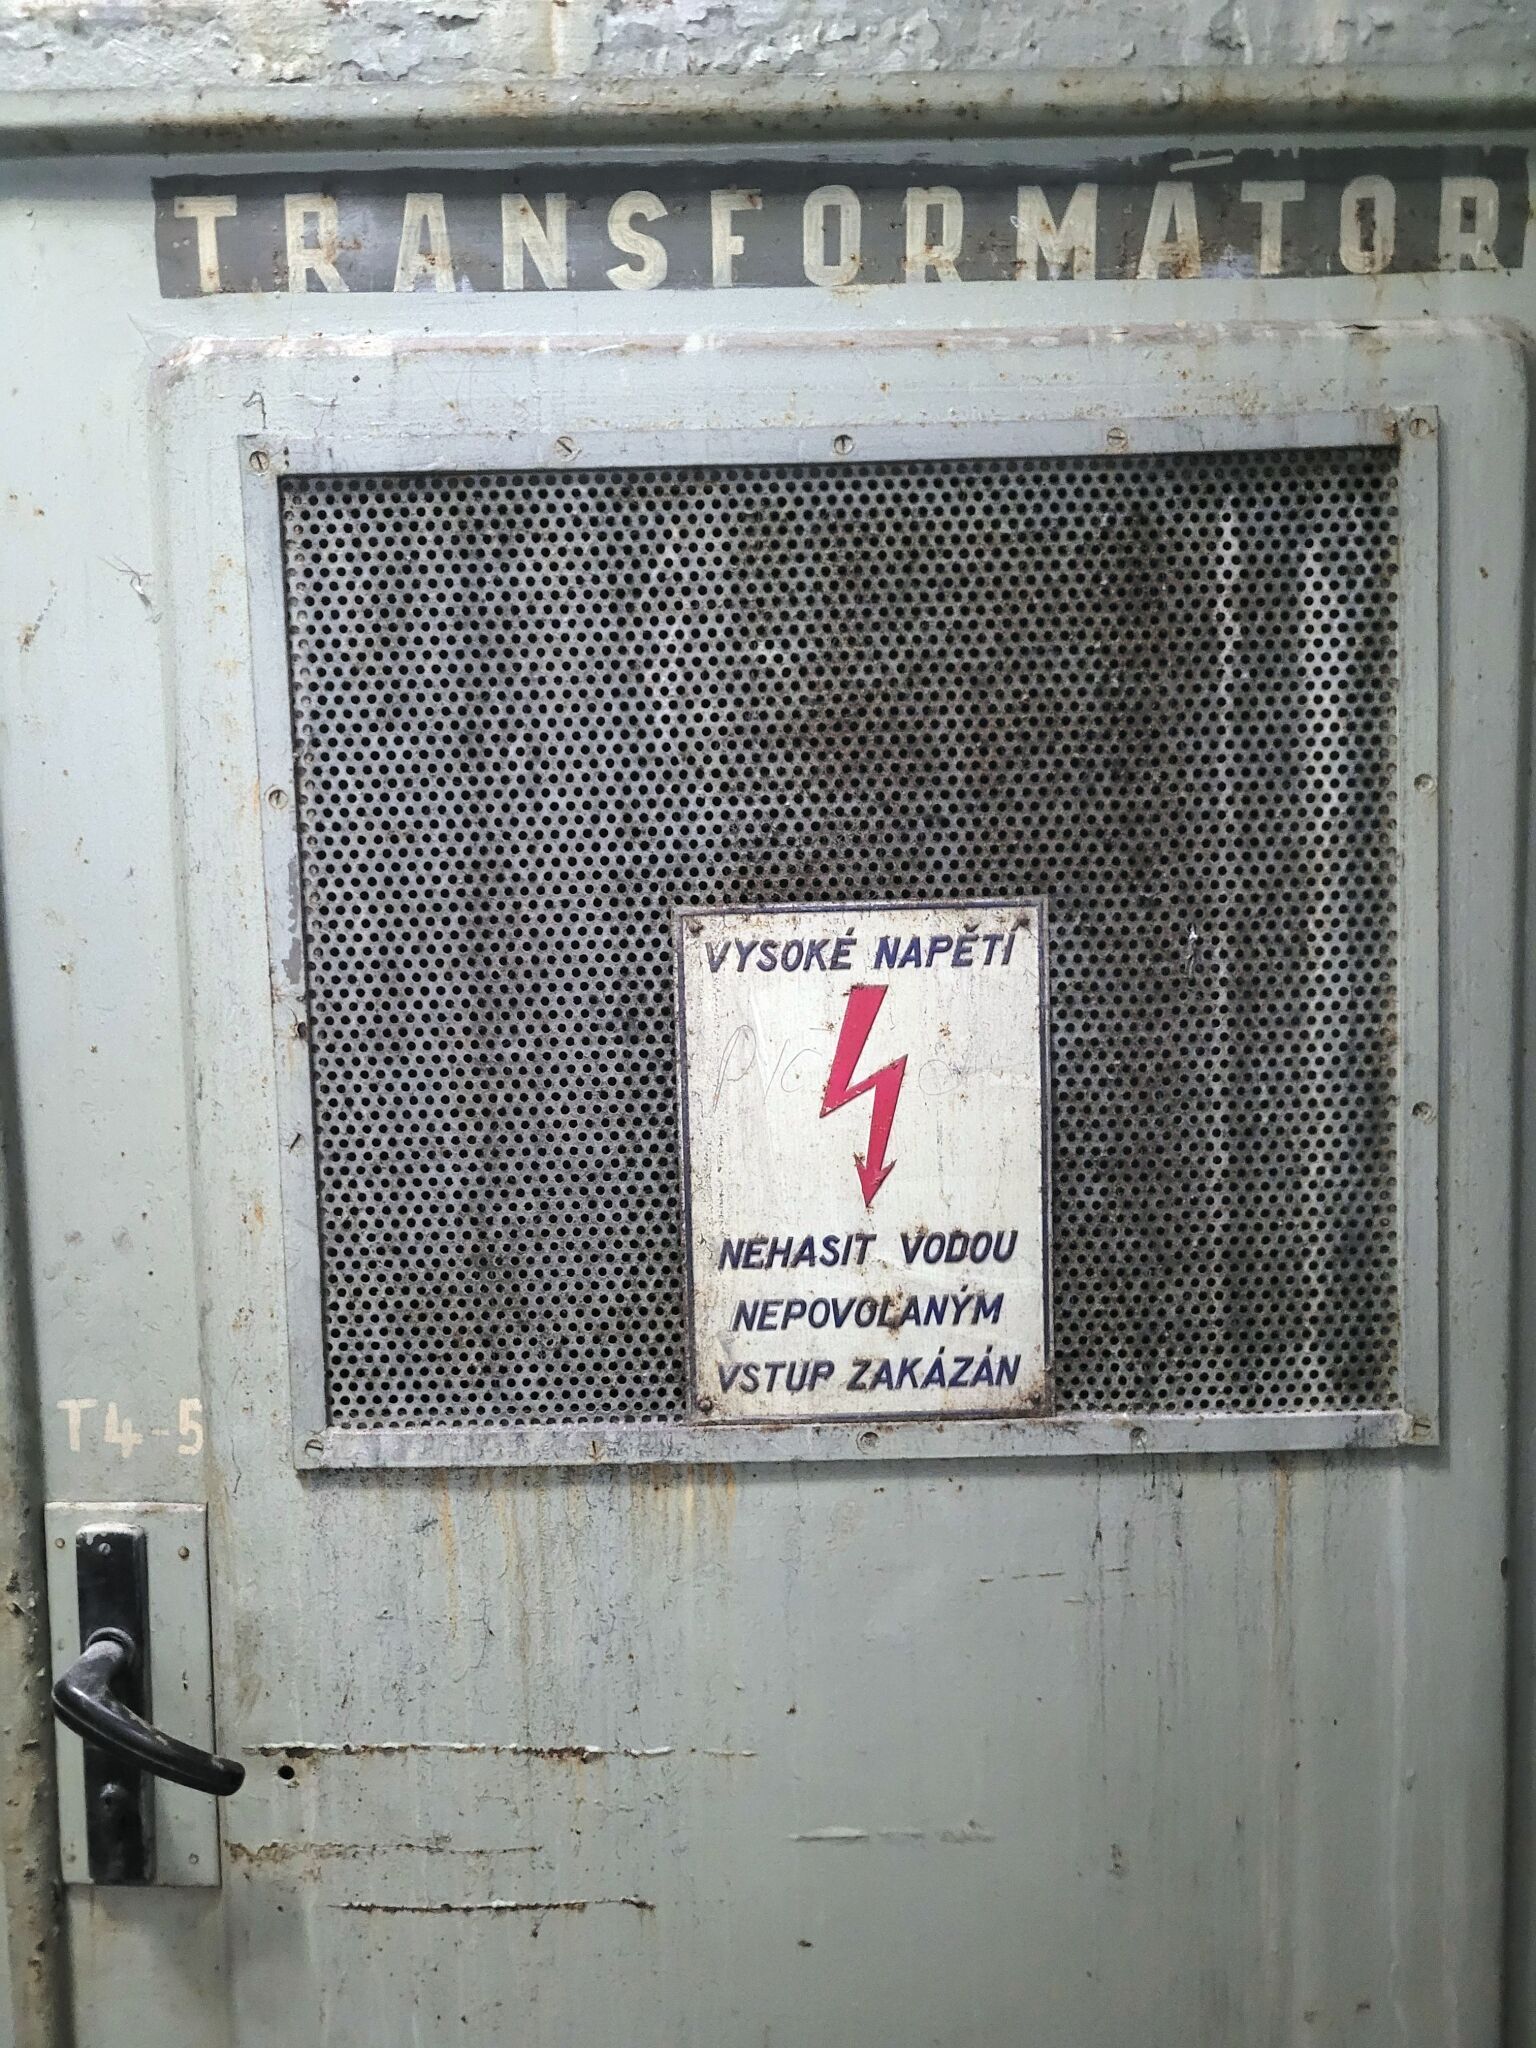 TRANSFORMÁTOR
VYSOKÉ NAPĚTÍ
NEHASIT VODOU
NEPOVOLANÝM
VSTUP ZAKÁZÁN
T4-5